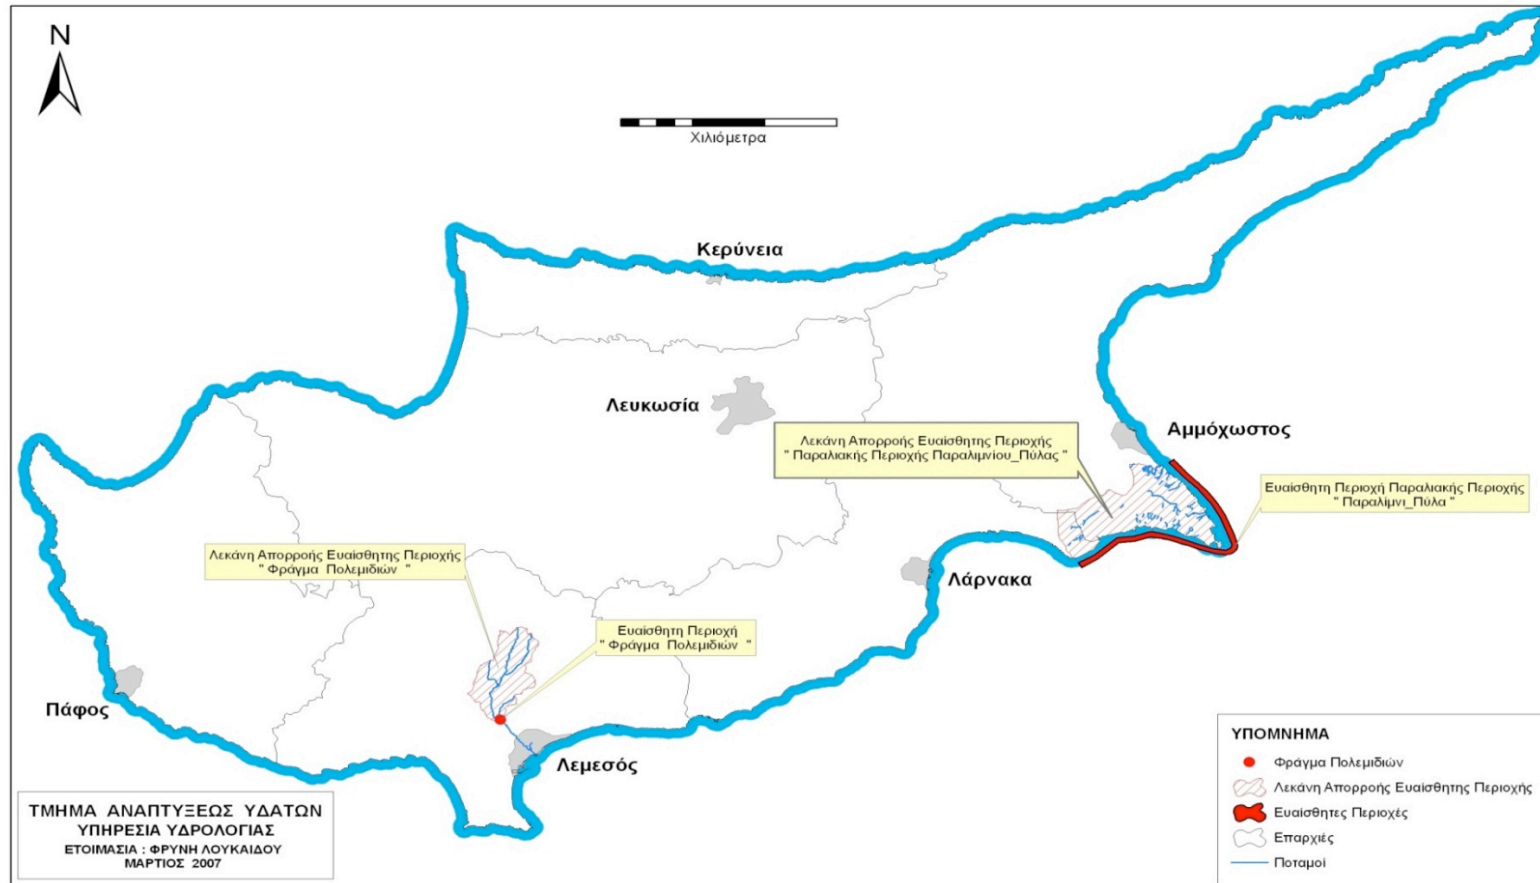 N
Χιλιόμετρα
Κερύνεια
Λευκωσία
Λεκάνη Απορροής Ευαίσθητης Περιοχής
" Παραλιακής Περιοχής Παραλιμνίου_Πύλας "
Αμμόχωστος
Ευαίσθητη Περιοχή Παραλιακής Περιοχής
" Παραλίμνι_Πύλα "
Λεκάνη Απορροής Ευαίσθητης Περιοχής
" Φράγμα Πολεμιδιών "
Λάρνακα
Ευαίσθητη Περιοχή
" Φράγμα Πολεμιδιών "
Πάφος
Λεμεσός
ΥΠΟΜΝΗΜΑ
Φράγμα Πολεμιδιών
Λεκάνη Απορροής Ευαίσθητης Περιοχής
Ευαίσθητες Περιοχές
Επαρχιές
Ποταμοί
ΤΜΗΜΑ ΑΝΑΠΤΥΞΕΩΣ ΥΔΑΤΩΝ
ΥΠΗΡΕΣΙΑ ΥΔΡΟΛΟΓΙΑΣ
ΕΤΟΙΜΑΣΙΑ : ΦΡΥΝΗ ΛΟΥΚΑΙΔΟΥ
ΜΑΡΤΙΟΣ 2007